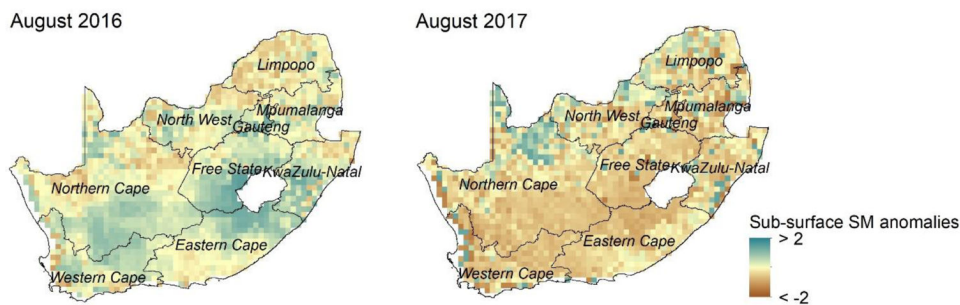 August 2016
Limpopo
North West
Mpumalanga
Gauteng
Free State
KwaZulu-Natal
Northern Cape
Eastern Cape
Western Cape
August 2017
Limpopo
North West
Mpumalanga
Gauteng
Free State
KwaZulu-Natal
Northern Cape
Eastern Cape
Western Cape
Sub-surface SM anomalies
> 2
< -2